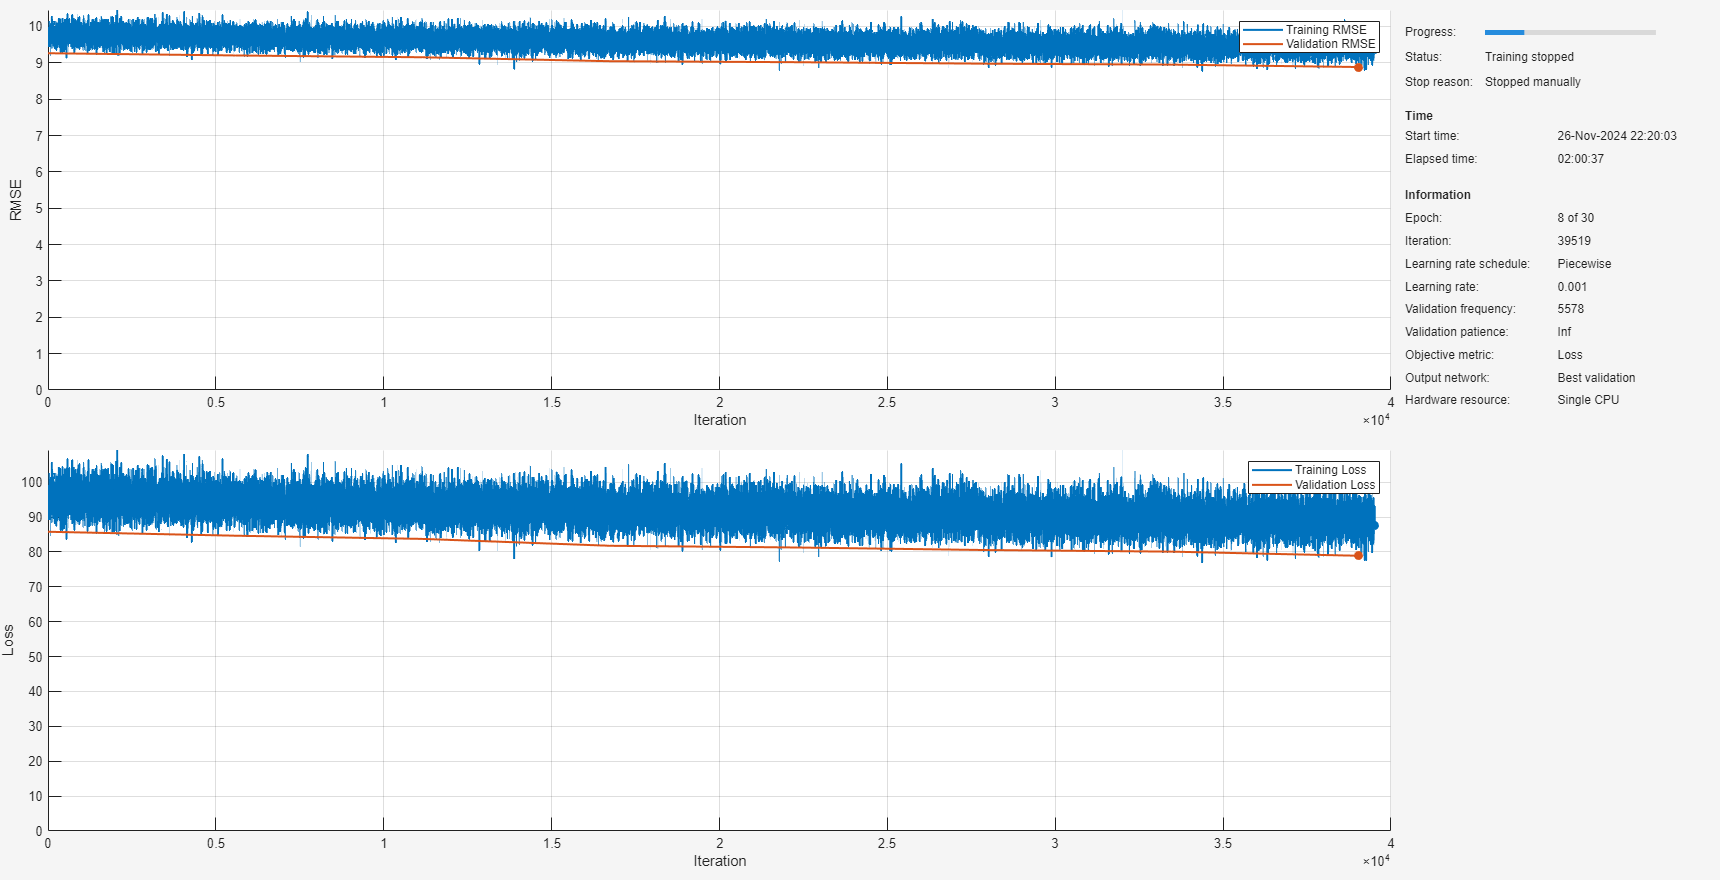 10
9
8
7
6
5
4
3
2
1
0
RMSE
0 0.5 1 1.5 2 2.5 3 3.5 4
Iteration
×10⁴
Training RMSE
Validation RMSE
100
90
80
70
60
50
40
30
20
10
0
Loss
0 0.5 1 1.5 2 2.5 3 3.5 4
Iteration
×10⁴
Training Loss
Validation Loss
Progress:
Status: Training stopped
Stop reason: Stopped manually
Time
Start time: 26-Nov-2024 22:20:03
Elapsed time: 02:00:37
Information
Epoch: 8 of 30
Iteration: 39519
Learning rate schedule: Piecewise
Learning rate: 0.001
Validation frequency: 5578
Validation patience: Inf
Objective metric: Loss
Output network: Best validation
Hardware resource: Single CPU